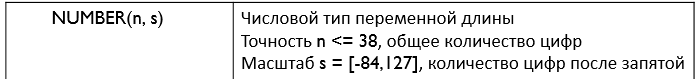 NUMBER(n, s) Числовой тип переменной длины
Точность n <= 38, общее количество цифр
Масштаб s = [-84,127], количество цифр после запятой